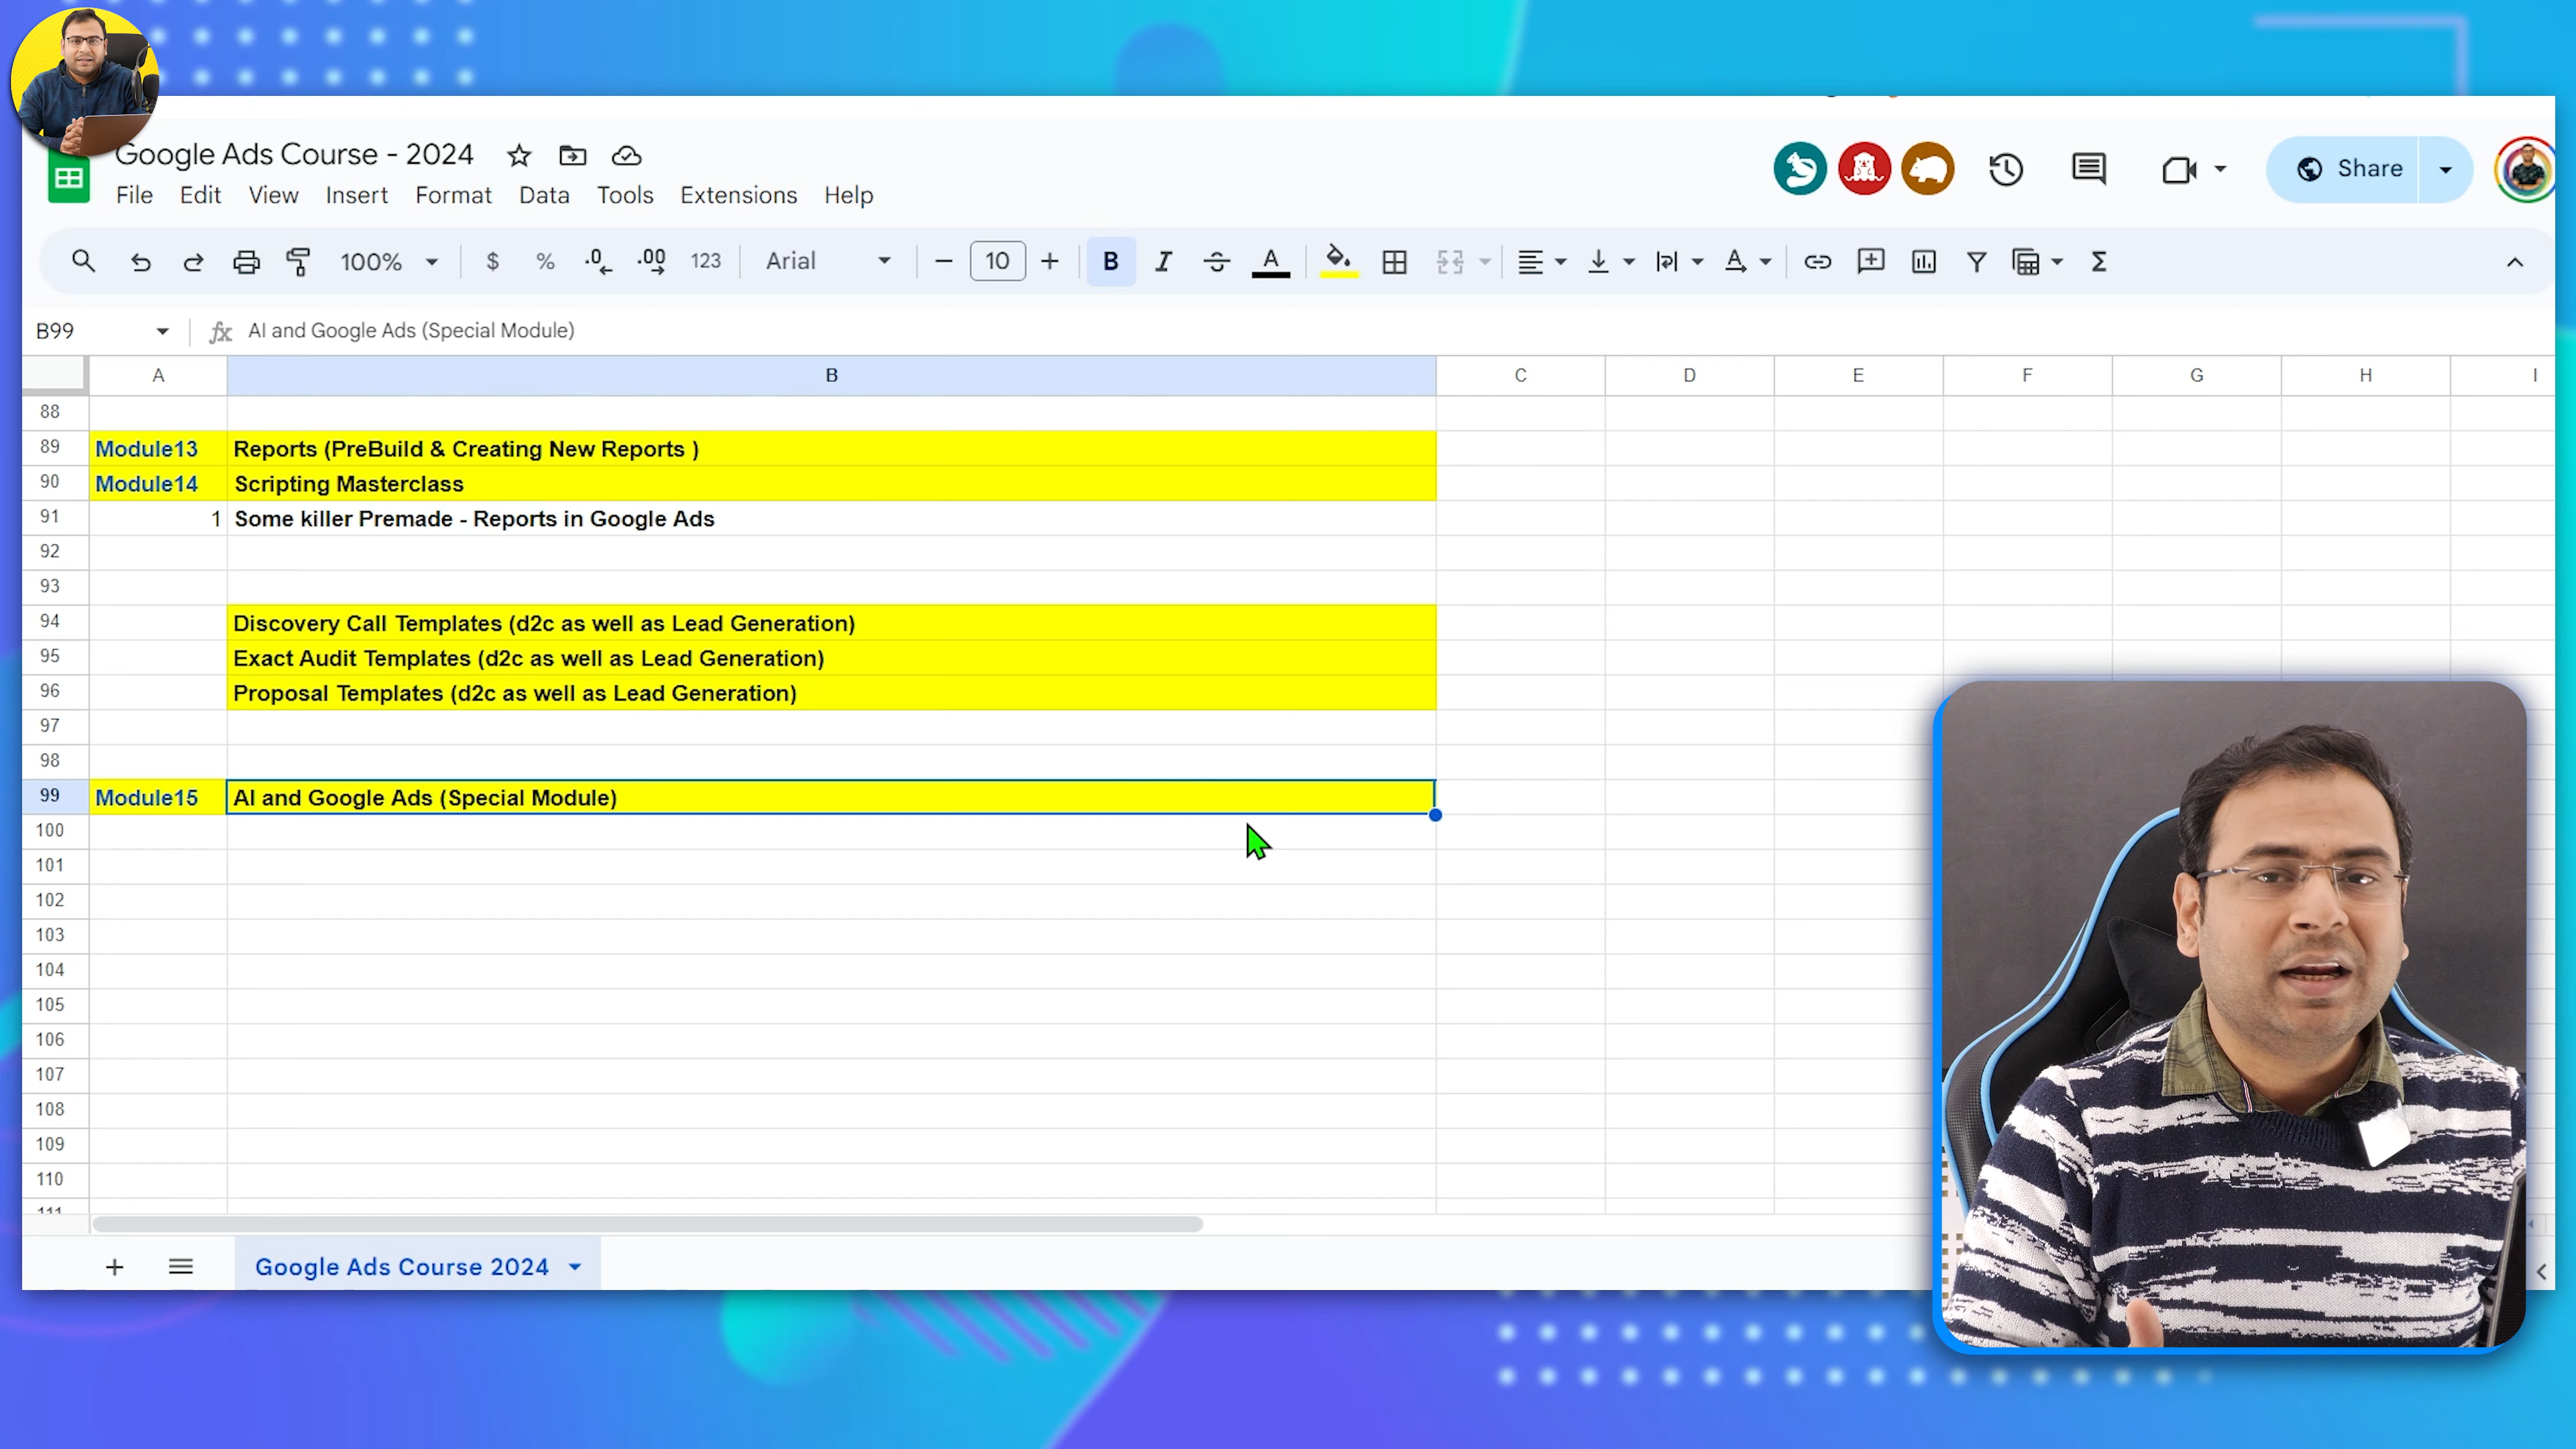 Google Ads Course - 2024
File Edit View Insert Format Data Tools Extensions Help
Share
100% $ % .0 .00 123 Arial 10 B I A
B99 fx AI and Google Ads (Special Module)
A B C D E F G H I
88
89 Module13 Reports (PreBuild & Creating New Reports )
90 Module14 Scripting Masterclass
91 1 Some killer Premade - Reports in Google Ads
92
93
94 Discovery Call Templates (d2c as well as Lead Generation)
95 Exact Audit Templates (d2c as well as Lead Generation)
96 Proposal Templates (d2c as well as Lead Generation)
97
98
99 Module15 AI and Google Ads (Special Module)
100
101
102
103
104
105
106
107
108
109
110
111
Google Ads Course 2024